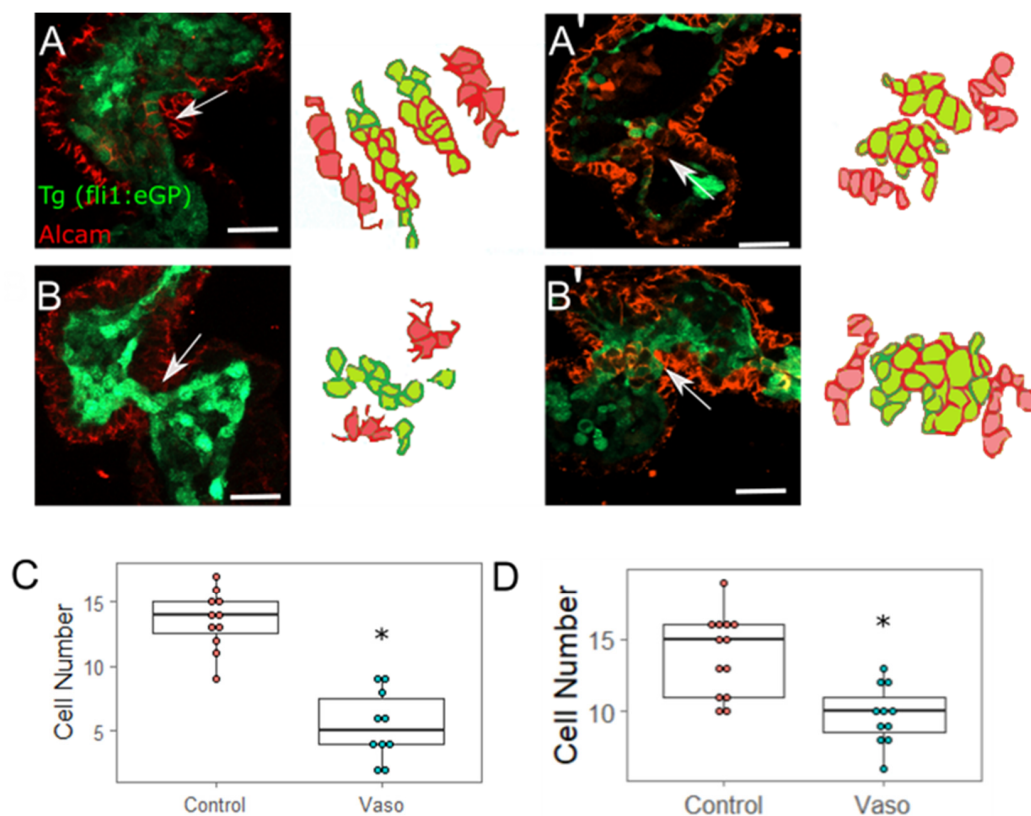 A
A'
Tg (fli1:eGP)
Alcam
B
B'
C
D
Cell Number
15
10
5
*
Control
Vaso
Cell Number
15
10
*
Control
Vaso